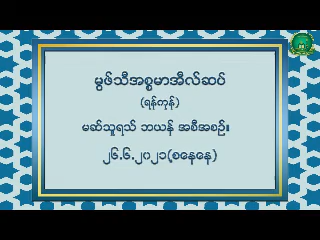 မွဖ်သီအစ္စမာအီလ်ဆင်
(ရန်ကုန်)
မဆ်သူရသ် ဘယန် အစီအစဉ်။
၂၆.၆.၂၀၂၁(စနေနေ့)